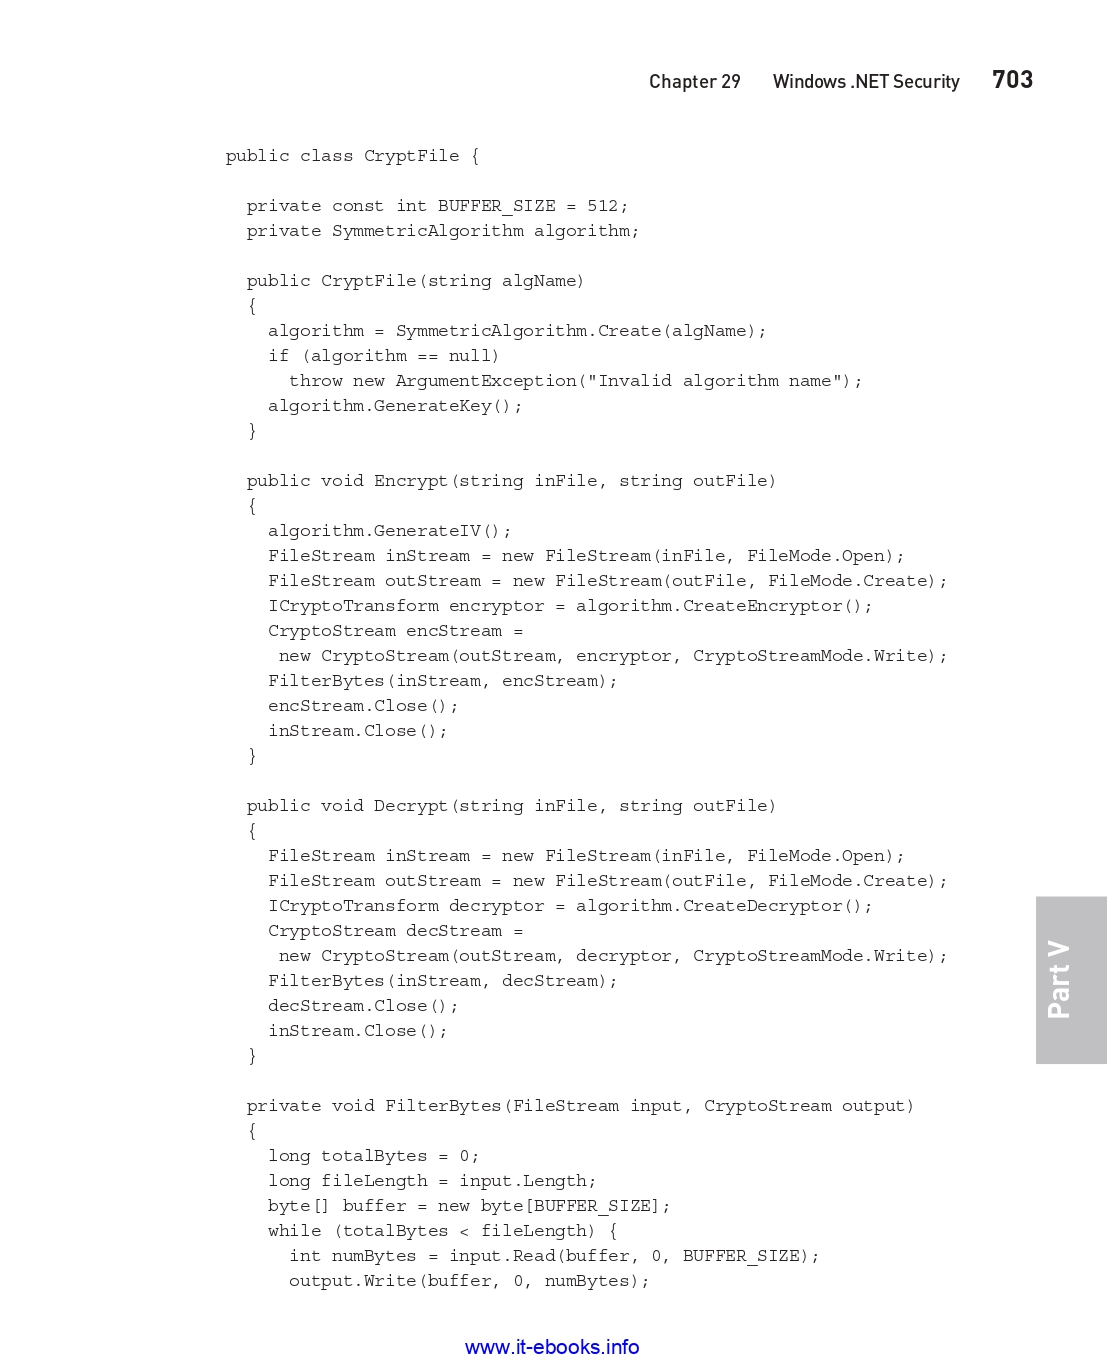 Chapter 29 Windows .NET Security 703
public class CryptFile {
  private const int BUFFER_SIZE = 512;
  private SymmetricAlgorithm algorithm;
  public CryptFile(string algName)
  {
    algorithm = SymmetricAlgorithm.Create(algName);
    if (algorithm == null)
      throw new ArgumentException("Invalid algorithm name");
    algorithm.GenerateKey();
  }
  public void Encrypt(string inFile, string outFile)
  {
    algorithm.GenerateIV();
    FileStream inStream = new FileStream(inFile, FileMode.Open);
    FileStream outStream = new FileStream(outFile, FileMode.Create);
    ICryptoTransform encryptor = algorithm.CreateEncryptor();
    CryptoStream encStream =
     new CryptoStream(outStream, encryptor, CryptoStreamMode.Write);
    FilterBytes(inStream, encStream);
    encStream.Close();
    inStream.Close();
  }
  public void Decrypt(string inFile, string outFile)
  {
    FileStream inStream = new FileStream(inFile, FileMode.Open);
    FileStream outStream = new FileStream(outFile, FileMode.Create);
    ICryptoTransform decryptor = algorithm.CreateDecryptor();
    CryptoStream decStream =
     new CryptoStream(outStream, decryptor, CryptoStreamMode.Write);
    FilterBytes(inStream, decStream);
    decStream.Close();
    inStream.Close();
  }
  private void FilterBytes(FileStream input, CryptoStream output)
  {
    long totalBytes = 0;
    long fileLength = input.Length;
    byte[] buffer = new byte[BUFFER_SIZE];
    while (totalBytes < fileLength) {
      int numBytes = input.Read(buffer, 0, BUFFER_SIZE);
      output.Write(buffer, 0, numBytes);
Part V
www.it-ebooks.info